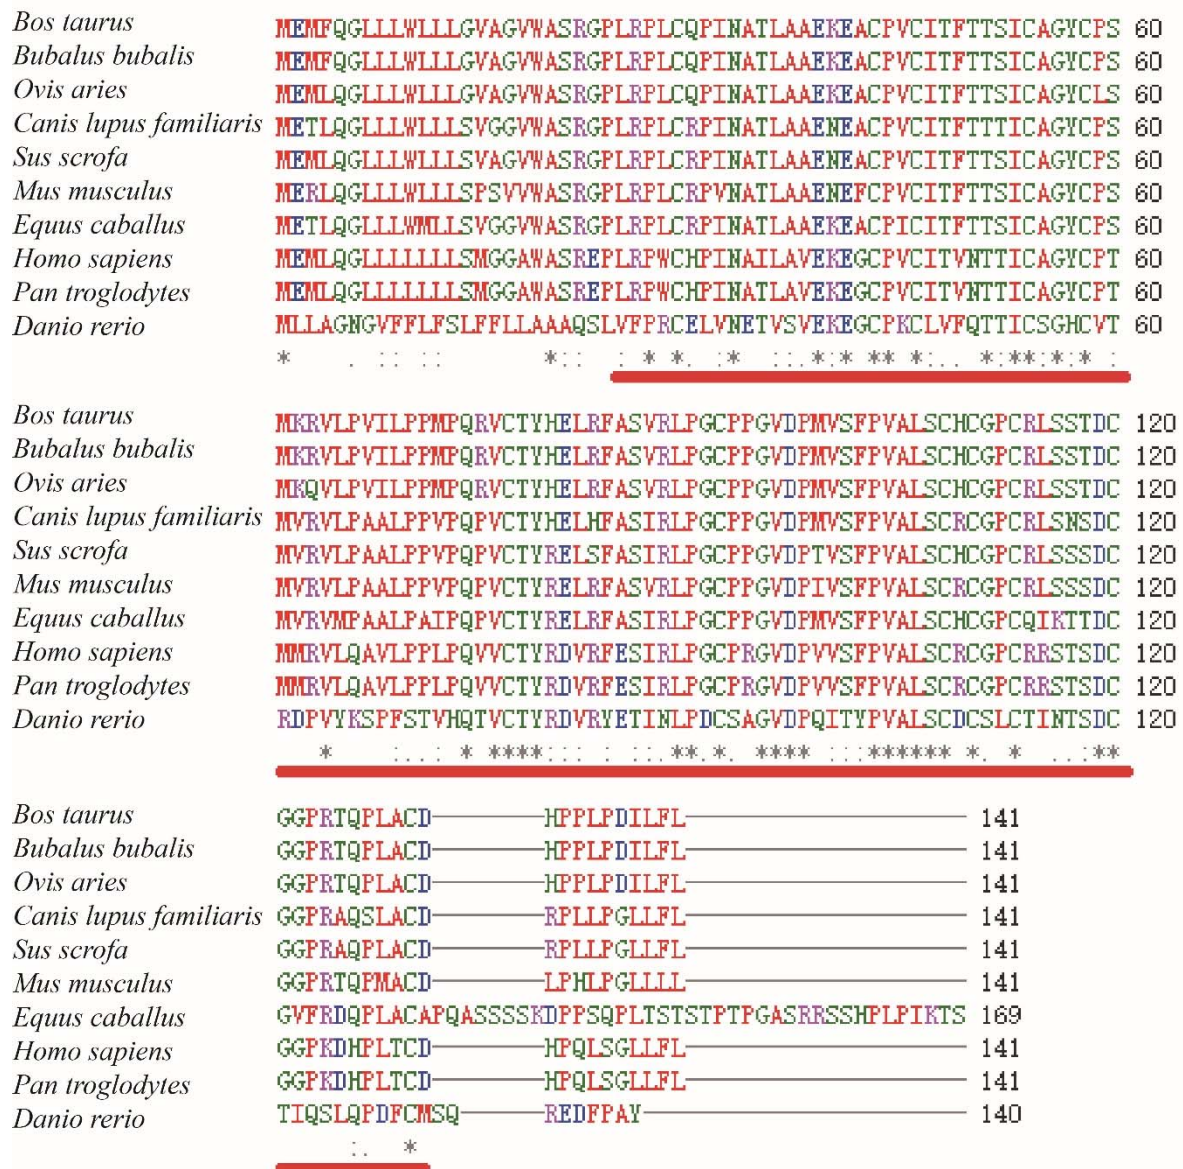 Bos taurus MEMFQGLLLWLLLGVAGVWASRGPLRPLCQPINATLAAEKEACPVCITFTTSICAGYCPS 60
Bubalus bubalis MEMFQGLLLWLLLGVAGVWASRGPLRPLCQPINATLAAEKEACPVCITFTTSICAGYCPS 60
Ovis aries MEMLQGLLLWLLLGVAGVWASRGPLRPLCQPINATLAAEKEACPVCITFTTSICAGYCLS 60
Canis lupus familiaris METLQGLLLWLLLSVGGVWASRGPLRPLCRPINATLAAENEACPVCITFTTTICAGYCPS 60
Sus scrofa MEMLQGLLLWLLLSVAGVWASRGPLRPLCRPINATLAAENEACPVCITFTTSICAGYCPS 60
Mus musculus MERLQGLLLWLLLSPSVVWASRGPLRPLCRPVNATLAAENEFCPVCITFTTSICAGYCPS 60
Equus caballus METLQGLLLWMLLSVGGVWASRGPLRPLCRPINATLAAEKEACPICITFTTSICAGYCPS 60
Homo sapiens MEMLQGLLLLLLLSMGGAWASREPLRPWCHPINAILAVEKEGCPVCITVNTTICAGYCPT 60
Pan troglodytes MEMLQGLLLLLLLSMGGAWASREPLRPWCHPINATLAVEKEGCPVCITVNTTICAGYCPT 60
Danio rerio MLLAGNGVFFLFSLFFLLAAAQSLVFPRCELVNETVSVEKEGCPKCLVFQTTICSGHCVT 60
* . :: :: *:: : * *. :* ::.*:* ** *:.. *:**:*:* :
Bos taurus MKRVLPVILPPMPQRVCTYHELRFASVRLPGCPPGVDPMVSFPVALSCHCGPCRLSSTDC 120
Bubalus bubalis MKRVLPVILPPMPQRVCTYHELRFASVRLPGCPPGVDPMVSFPVALSCHCGPCRLSSTDC 120
Ovis aries MKQVLPVILPPMPQRVCTYHELRFASVRLPGCPPGVDPMVSFPVALSCHCGPCRLSSTDC 120
Canis lupus familiaris MVRVLPAALPPVPQPVCTYHELHFASIRLPGCPPGVDPMVSFPVALSCRCGPCRLSNSDC 120
Sus scrofa MVRVLPAALPPVPQPVCTYRELSFASIRLPGCPPGVDPTVSFPVALSCHCGPCRLSSSDC 120
Mus musculus MVRVLPAALPPVPQPVCTYRELRFASVRLPGCPPGVDPIVSFPVALSCRCGPCRLSSSDC 120
Equus caballus MVRVMPAALPAIPQPVCTYRELRFASIRLPGCPPGVDPMVSFPVALSCHCGPCQIKTTDC 120
Homo sapiens MMRVLQAVLPPLPQVVCTYRDVRFESIRLPGCPRGVDPVVSFPVALSCRCGPCRRSTSDC 120
Pan troglodytes MMRVLQAVLPPLPQVVCTYRDVRFESIRLPGCPRGVDPVVSFPVALSCRCGPCRRSTSDC 120
Danio rerio RDPVYKSPFSTVHQTVCTYRDVRYETINLPDCSAGVDPQITYPVALSCDCSLCTINTSDC 120
* :..: * ****::: : ::.**.*. **** :::****** *. * ..:**
Bos taurus GGPRTQPLACD--------HPPLPDILFL-------------------- 141
Bubalus bubalis GGPRTQPLACD--------HPPLPDILFL-------------------- 141
Ovis aries GGPRTQPLACD--------HPPLPDILFL-------------------- 141
Canis lupus familiaris GGPRAQSLACD--------RPLLPGLLFL-------------------- 141
Sus scrofa GGPRAQPLACD--------RPLLPGLLFL-------------------- 141
Mus musculus GGPRTQPMACD--------LPHLPGLLLL-------------------- 141
Equus caballus GVFRDQPLACAPQASSSSKDPPSQPLTSTSTPTPGASRRSSHPLPIKTS 169
Homo sapiens GGPKDHPLTCD--------HPQLSGLLFL-------------------- 141
Pan troglodytes GGPKDHPLTCD--------HPQLSGLLFL-------------------- 141
Danio rerio TIQSLQPDFCMSQ------REDFPAY----------------------- 140
:. *